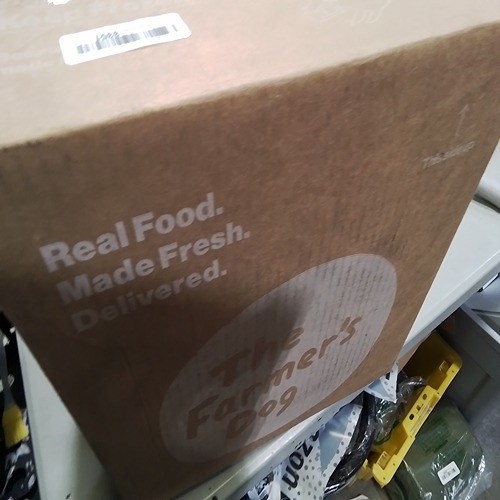 Real Food.
Made Fresh.
Delivered.
The
Farmer's
Dog